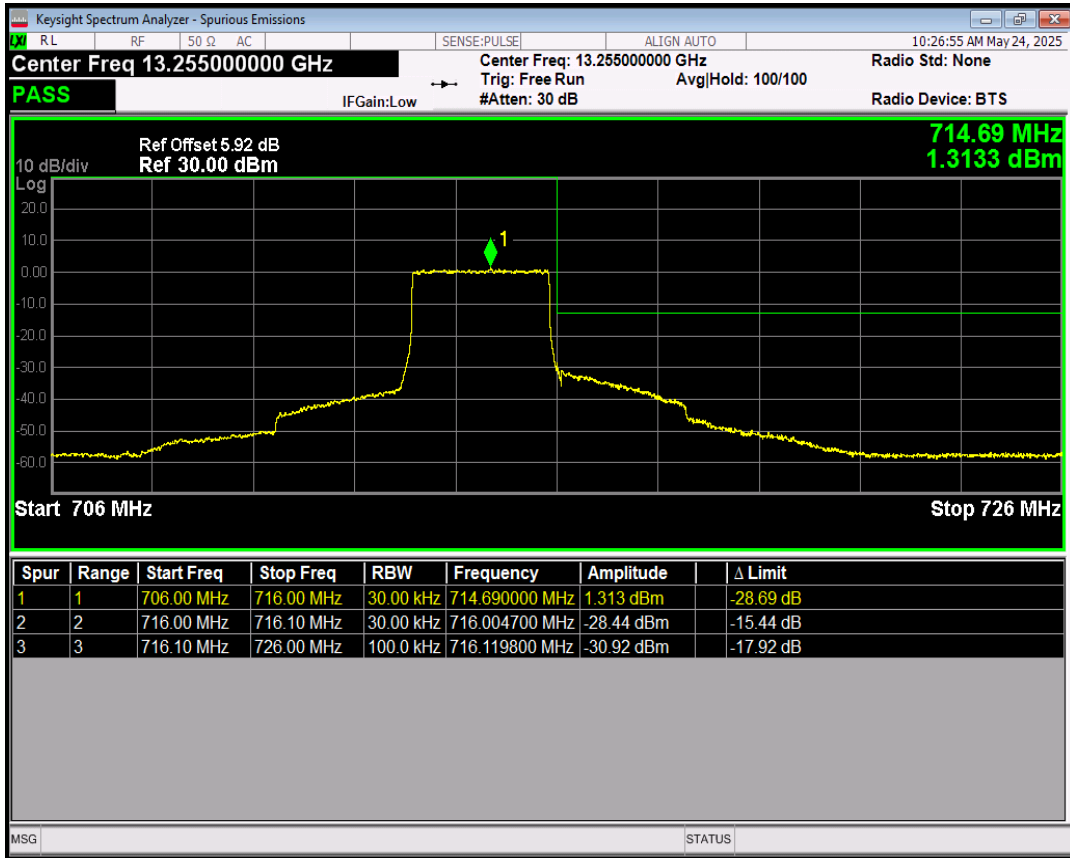 Keysight Spectrum Analyzer - Spurious Emissions
LXI RL RF 50 Ω AC SENSE:PULSE ALIGN AUTO 10:26:55 AM May 24, 2025
Center Freq 13.255000000 GHz Center Freq: 13.255000000 GHz Radio Std: None
Trig: Free Run Avg|Hold: 100/100
PASS IFGain:Low #Atten: 30 dB Radio Device: BTS
714.69 MHz
Ref Offset 5.92 dB
10 dB/div Ref 30.00 dBm 1.3133 dBm
Log
20.0
10.0
1
0.00
-10.0
-20.0
-30.0
-40.0
-50.0
-60.0
Start 706 MHz Stop 726 MHz
Spur Range Start Freq Stop Freq RBW Frequency Amplitude Δ Limit
1 1 706.00 MHz 716.00 MHz 30.00 kHz 714.690000 MHz 1.313 dBm -28.69 dB
2 2 716.00 MHz 716.10 MHz 30.00 kHz 716.004700 MHz -28.44 dBm -15.44 dB
3 3 716.10 MHz 726.00 MHz 100.0 kHz 716.119800 MHz -30.92 dBm -17.92 dB
MSG STATUS